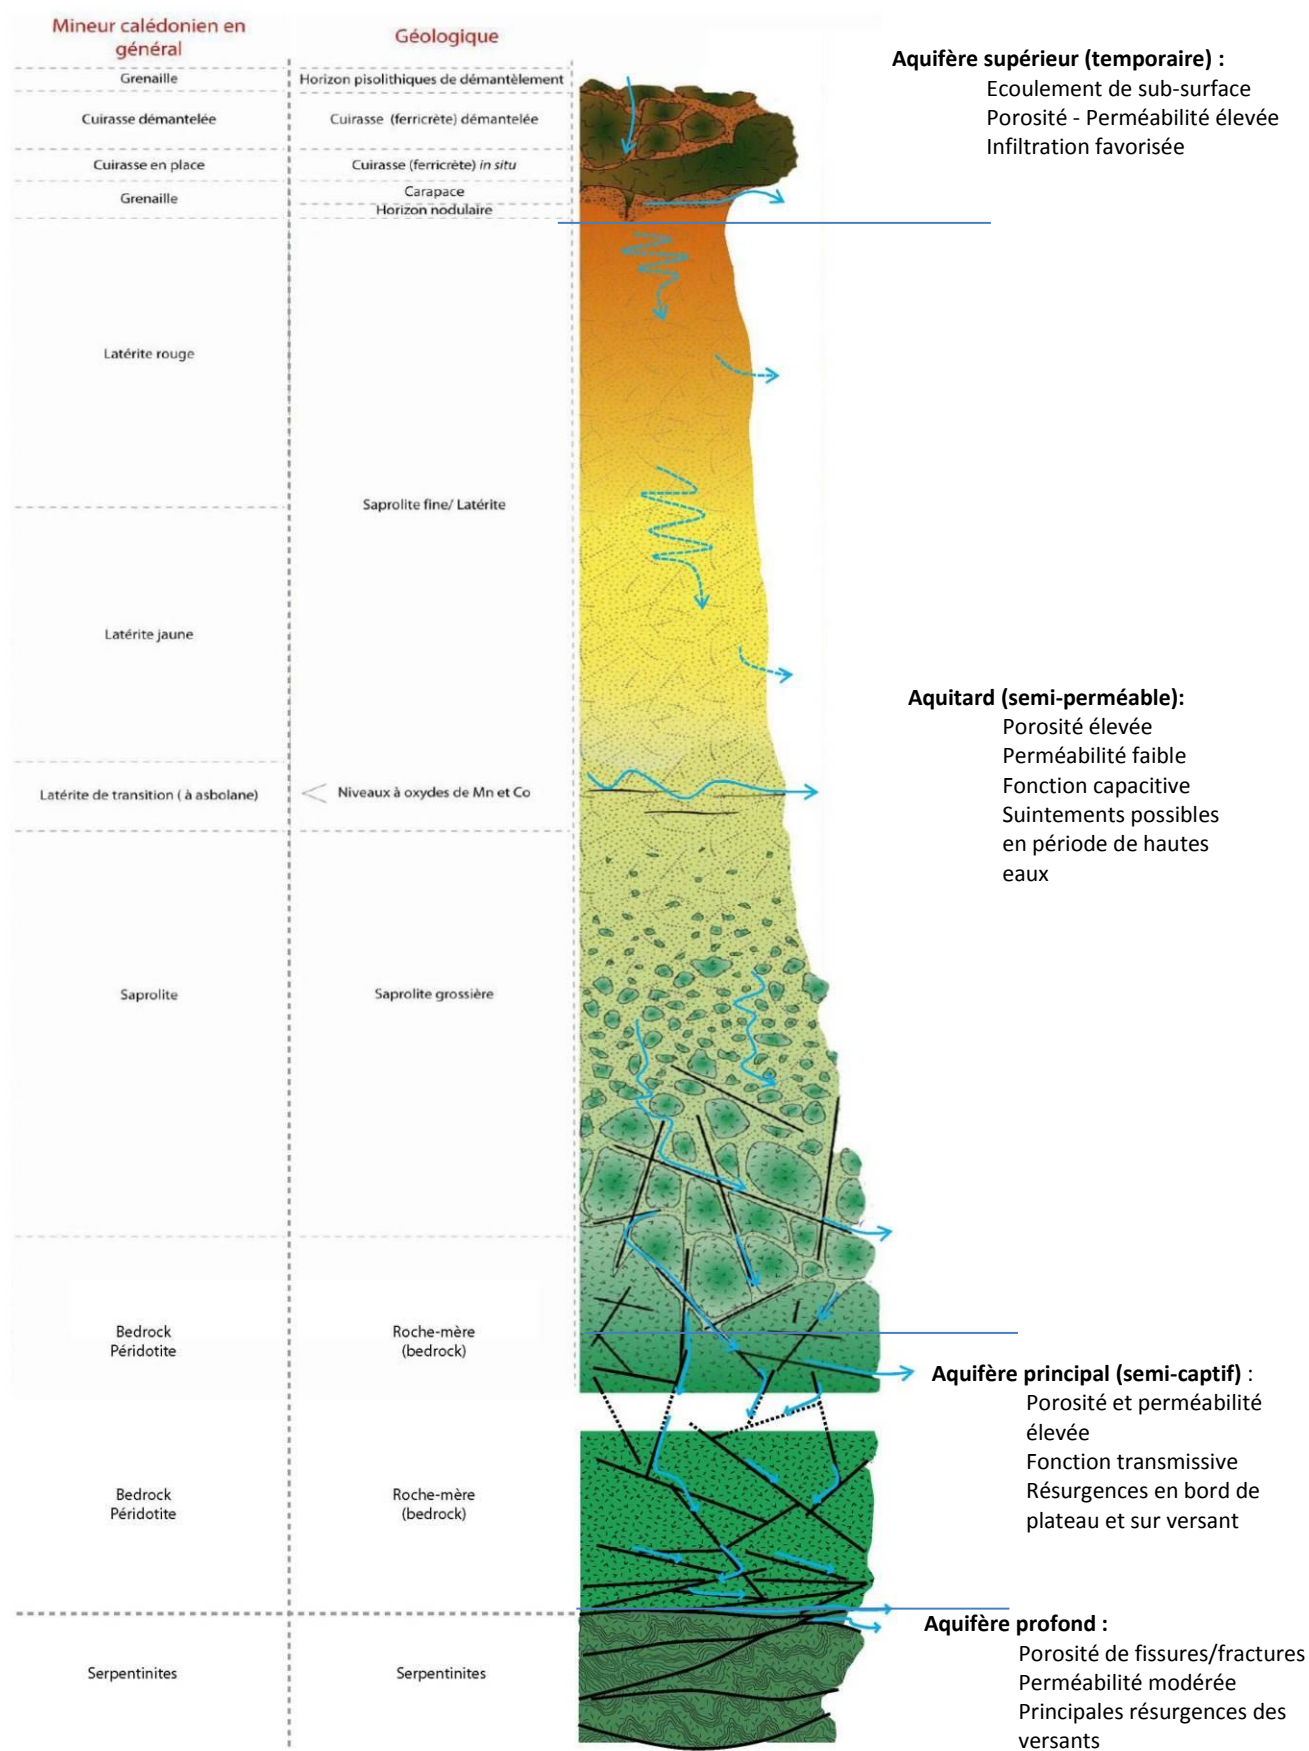 Mineur calédonien en
général
Géologique
Grenaille
Horizon pisolithiques de démantèlement
Cuirasse démantelée
Cuirasse (ferricrète) démantelée
Cuirasse en place
Cuirasse (ferricrète) in situ
Grenaille
Carapace
Horizon nodulaire
Latérite rouge
Saprolite fine/ Latérite
Latérite jaune
Latérite de transition ( à asbolane)
Niveaux à oxydes de Mn et Co
Saprolite
Saprolite grossière
Bedrock
Péridotite
Roche-mère
(bedrock)
Bedrock
Péridotite
Roche-mère
(bedrock)
Serpentinites
Serpentinites
Aquifère supérieur (temporaire) :
Ecoulement de sub-surface
Porosité - Perméabilité élevée
Infiltration favorisée
Aquitard (semi-perméable):
Porosité élevée
Perméabilité faible
Fonction capacitive
Suintements possibles
en période de hautes
eaux
Aquifère principal (semi-captif) :
Porosité et perméabilité
élevée
Fonction transmissive
Résurgences en bord de
plateau et sur versant
Aquifère profond :
Porosité de fissures/fractures
Perméabilité modérée
Principales résurgences des
versants